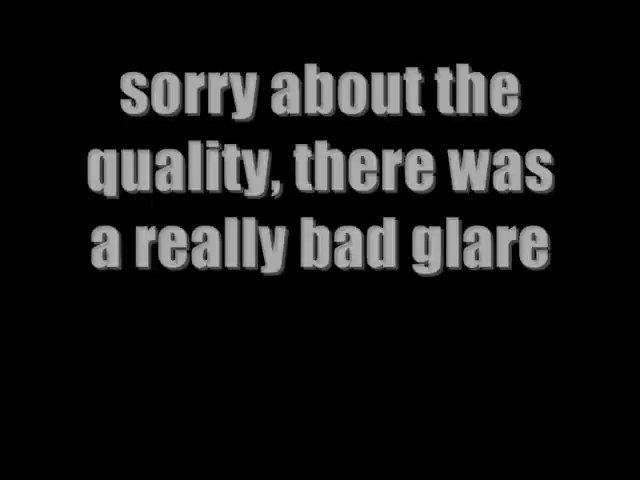 sorry about the
quality, there was
a really bad glare